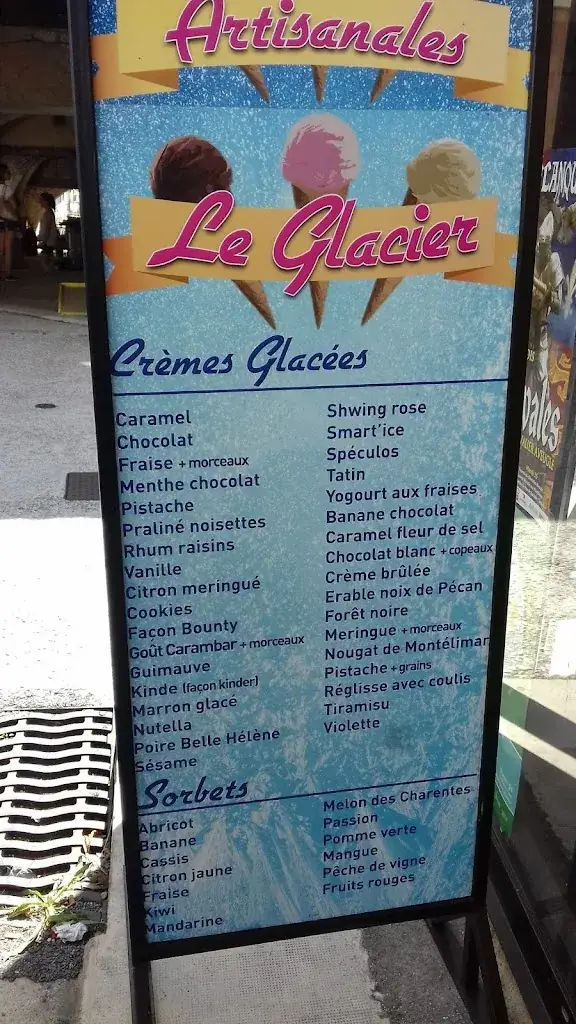 Artisanales
Le Glacier
Crèmes Glacées
Caramel
Chocolat
Fraise + morceaux
Menthe chocolat
Pistache
Praliné noisettes
Rhum raisins
Vanille
Citron meringué
Cookies
Façon Bounty
Goût Carambar + morceaux
Guimauve
Kinde (façon kinder)
Marron glacé
Nutella
Poire Belle Hélène
Sésame
Shwing rose
Smart'ice
Spéculos
Tatin
Yogourt aux fraises
Banane chocolat
Caramel fleur de sel
Chocolat blanc + copeaux
Crème brûlée
Erable noix de Pécan
Forêt noire
Meringue + morceaux
Nougat de Montélimar
Pistache + grains
Réglisse avec coulis
Tiramisu
Violette
Sorbets
Abricot
Banane
Cassis
Citron jaune
Fraise
Kiwi
Mandarine
Melon des Charentes
Passion
Pomme verte
Mangue
Pêche de vigne
Fruits rouges